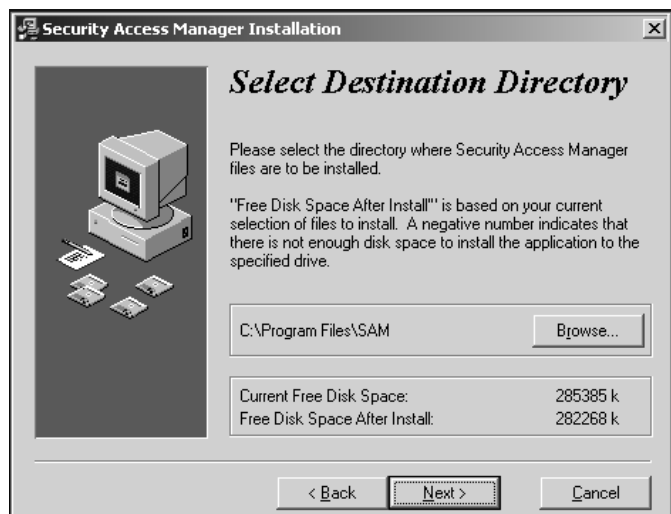 Security Access Manager Installation
Select Destination Directory
Please select the directory where Security Access Manager
files are to be installed.
"Free Disk Space After Install"' is based on your current
selection of files to install.  A negative number indicates that
there is not enough disk space to install the application to the
specified drive.
C:\Program Files\SAM
Browse...
Current Free Disk Space: 285385 k
Free Disk Space After Install: 282268 k
< Back
Next >
Cancel